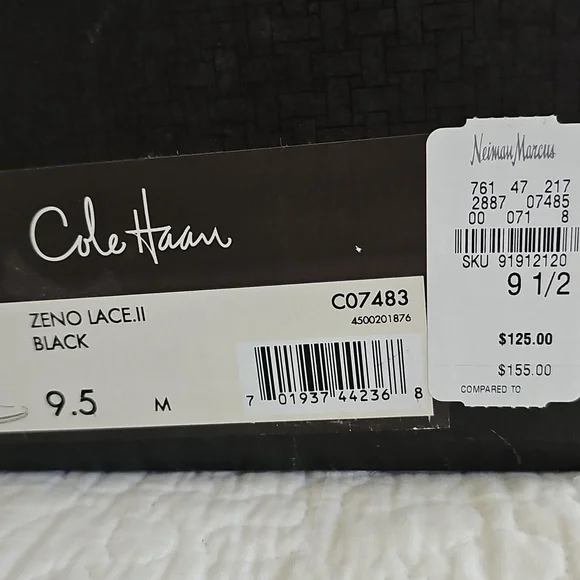 Cole Haan
ZENO LACE.II
BLACK
C07483
4500201876
9.5 M
7 01937 44236 8
Neiman Marcus
761 47 217
2887 07485
00 071 8
SKU 91912120
9 1/2
$125.00
$155.00
COMPARED TO